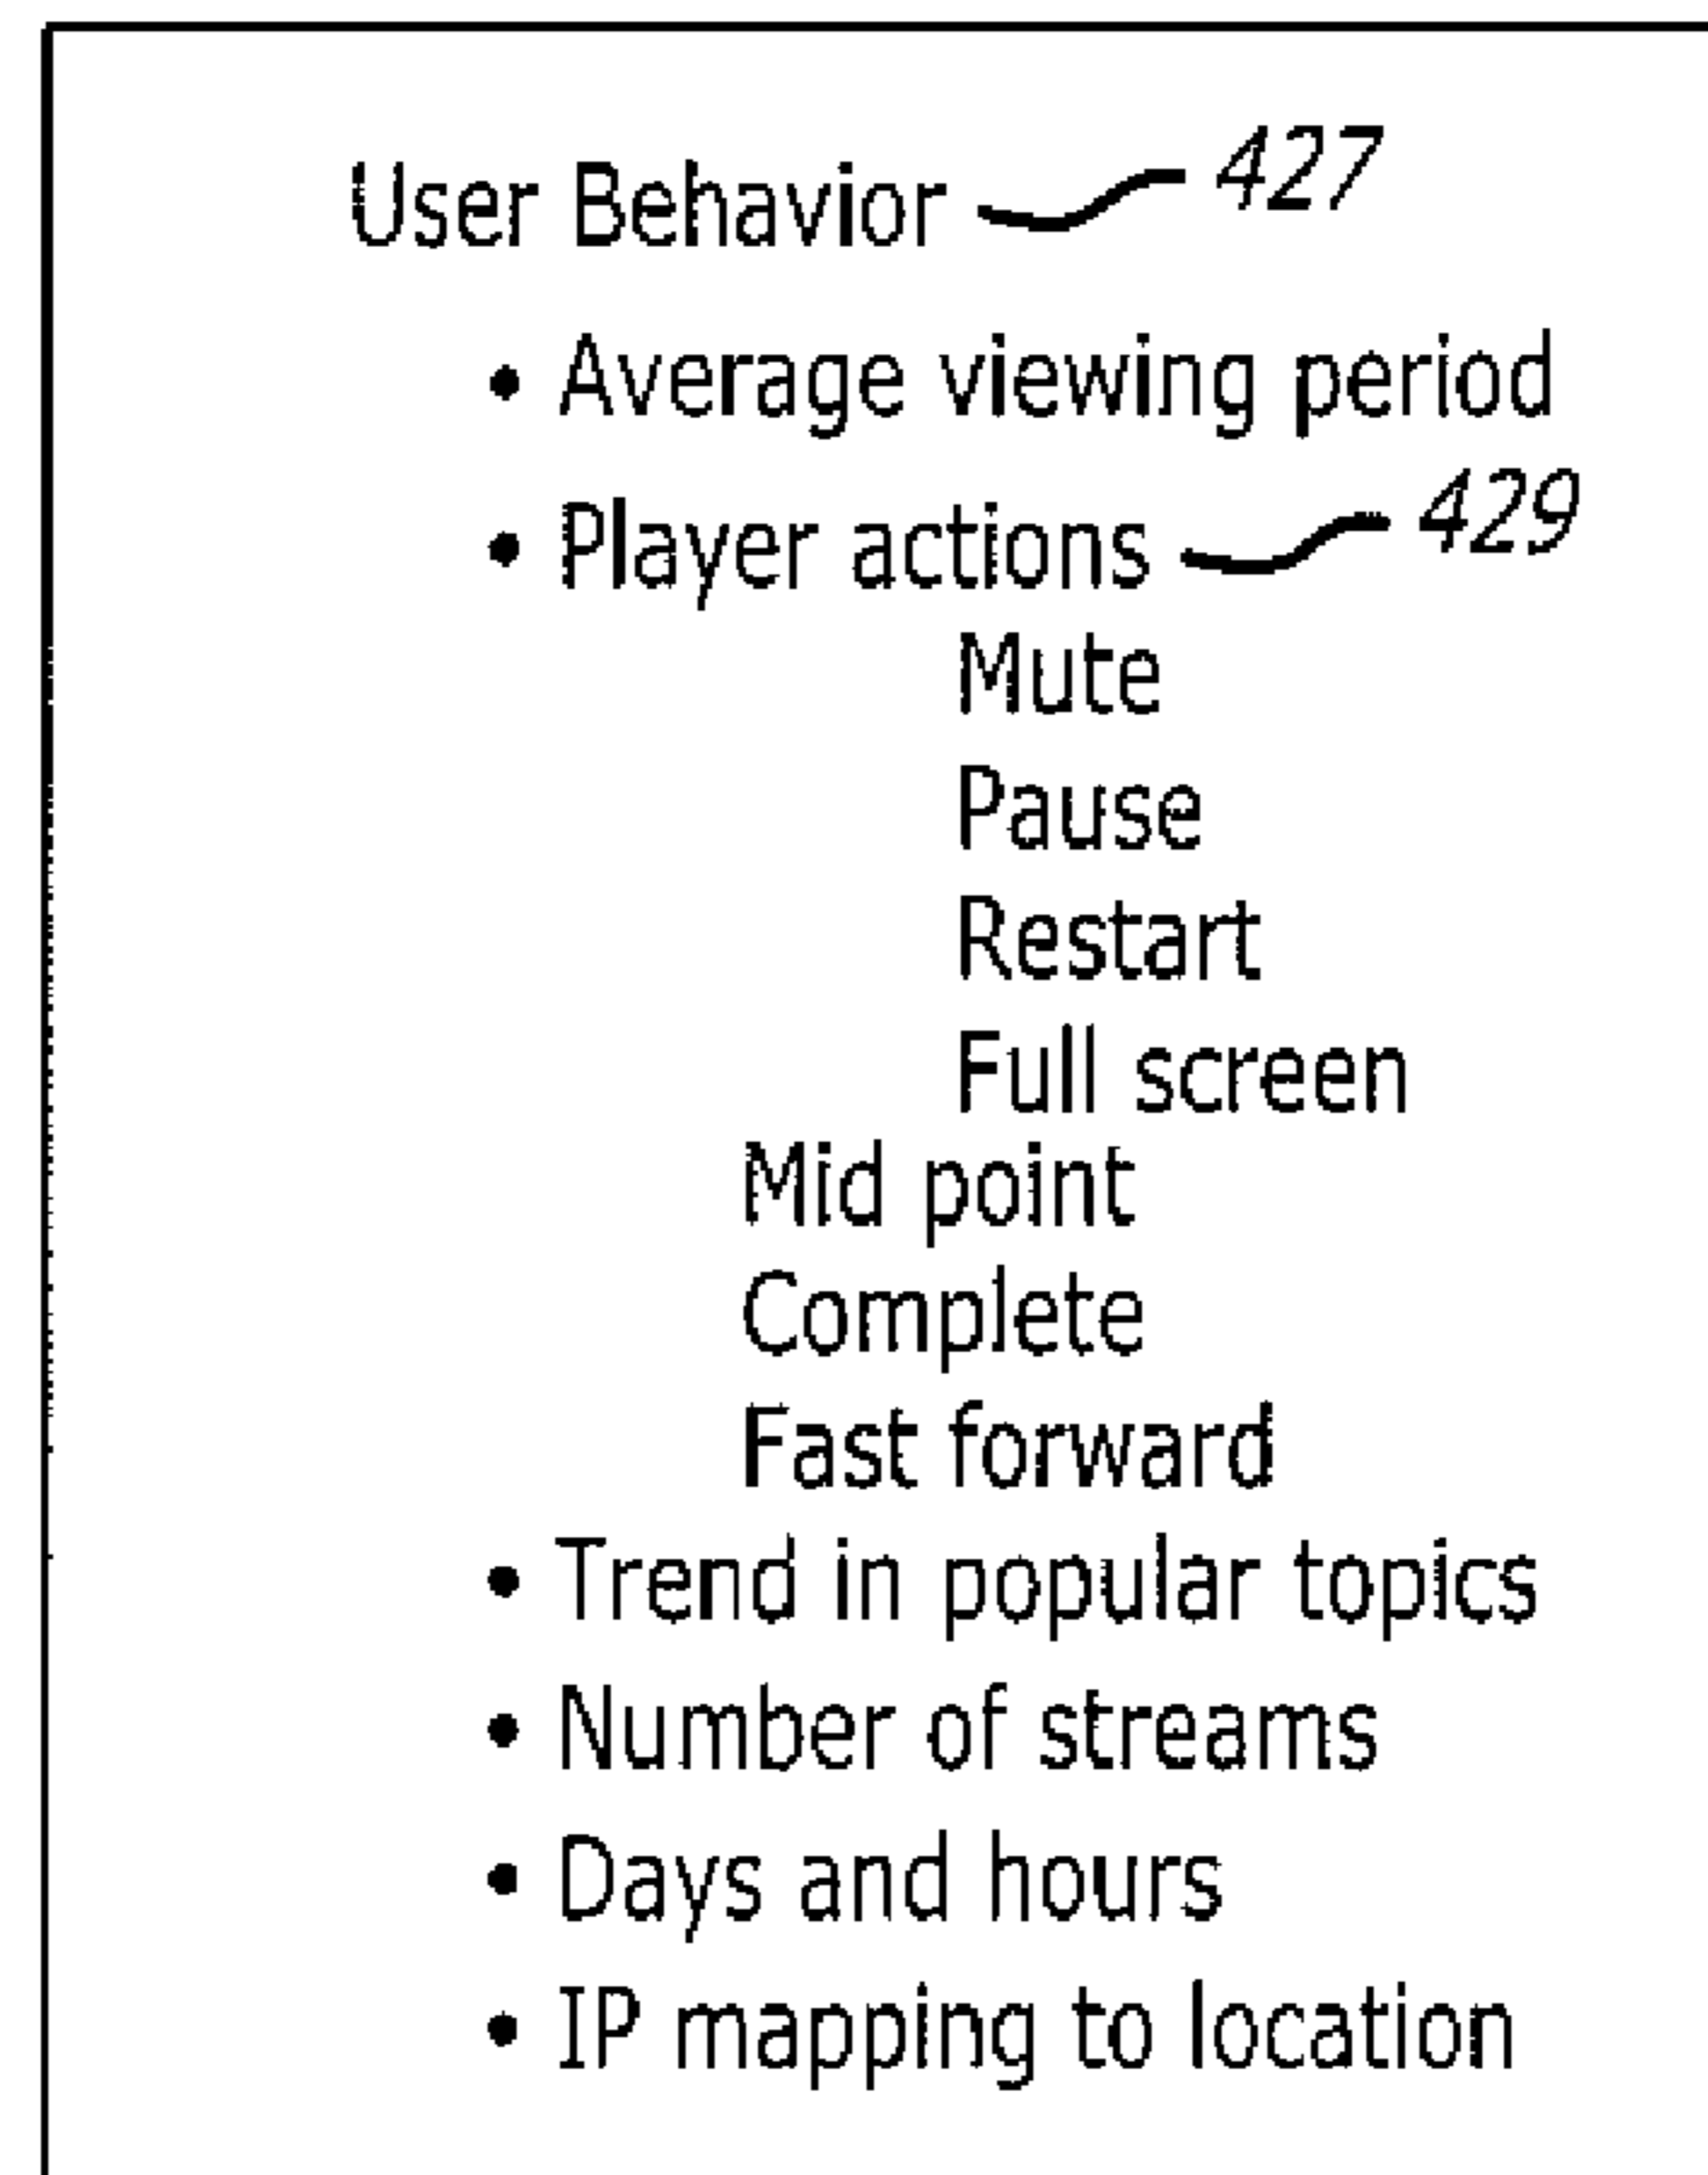 User Behavior 427
• Average viewing period
• Player actions 429
Mute
Pause
Restart
Full screen
Mid point
Complete
Fast forward
• Trend in popular topics
• Number of streams
• Days and hours
• IP mapping to location